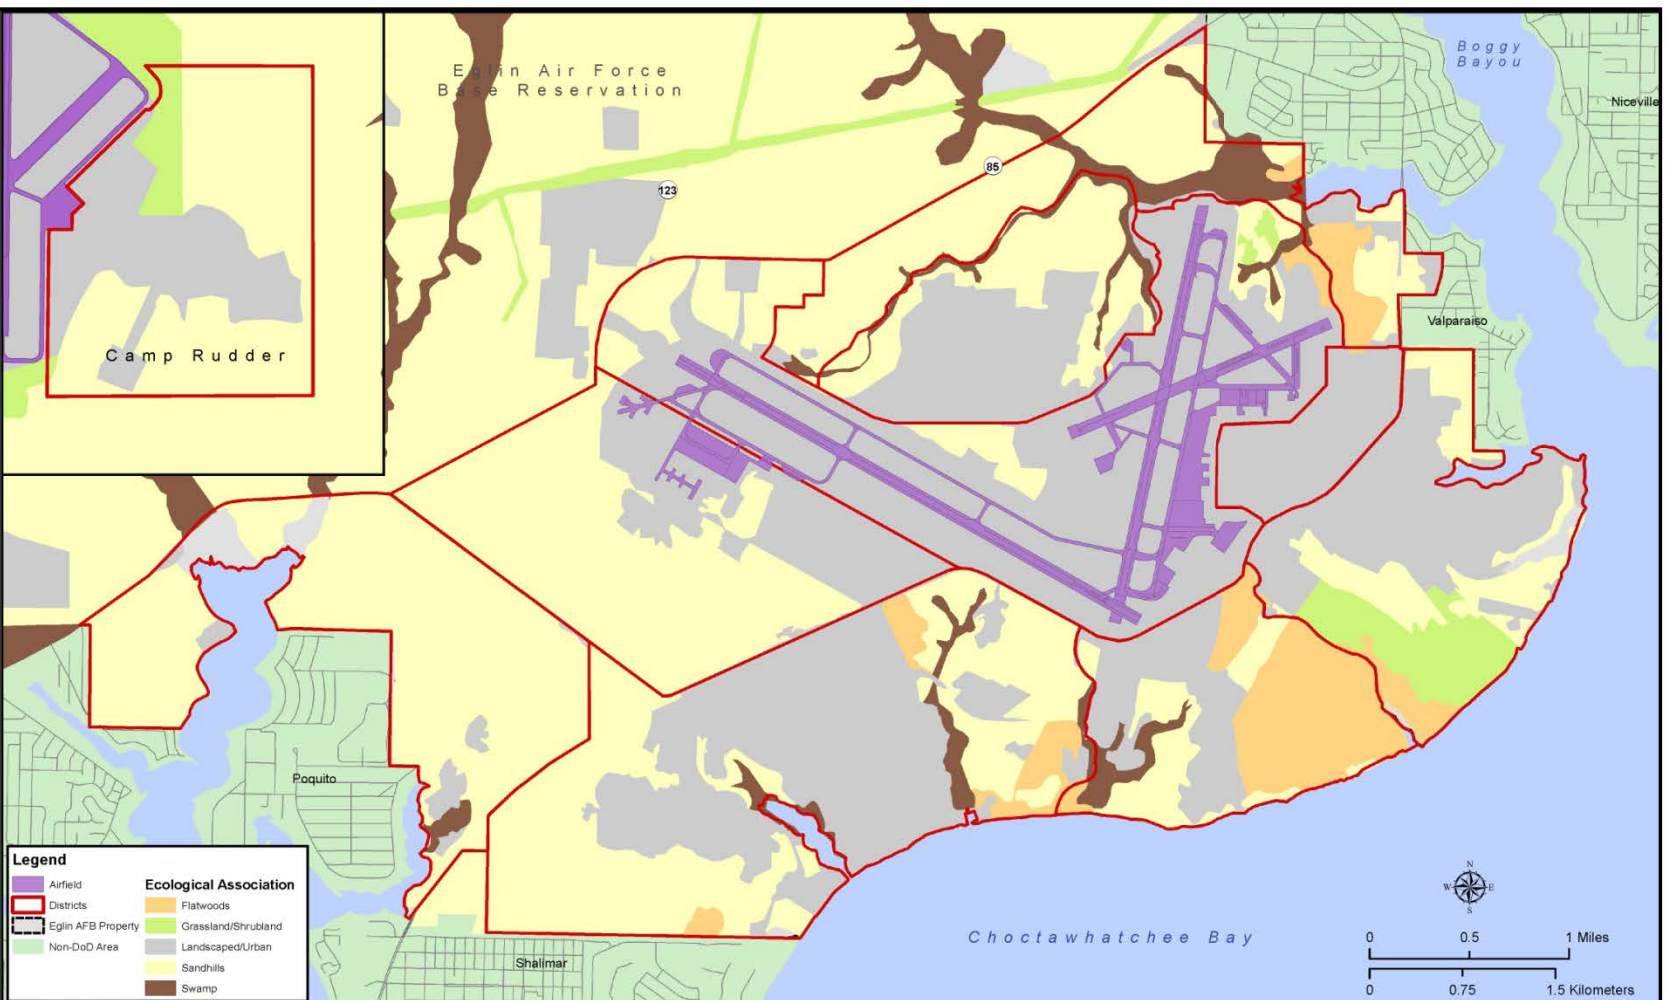 Eglin Air Force
Base Reservation
Boggy
Bayou
Niceville
85
123
Valparaiso
Camp Rudder
Poquito
Shalimar
Choctawhatchee Bay
Legend
Airfield
Districts
Eglin AFB Property
Non-DoD Area
Ecological Association
Flatwoods
Grassland/Shrubland
Landscaped/Urban
Sandhills
Swamp
N
W E
S
0 0.5 1 Miles
0 0.75 1.5 Kilometers